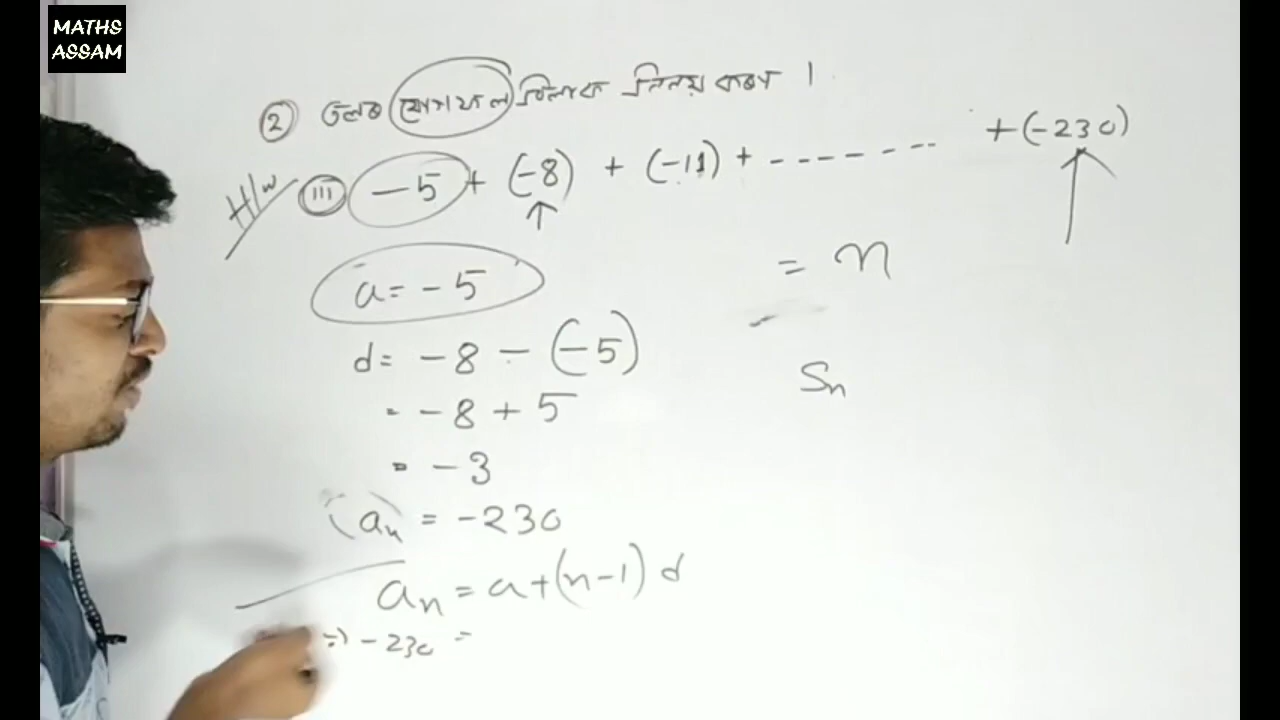 MATHS
ASSAM
② তলৰ যোগফল বিলাক নির্ণয় কৰা ।
H/w (iii) -5 + (-8) + (-11) + ------- + (-230)
a = -5
= n
d = -8 - (-5)
Sn
= -8 + 5
= -3
an = -230
an = a + (n-1) d
⇒ -230 =